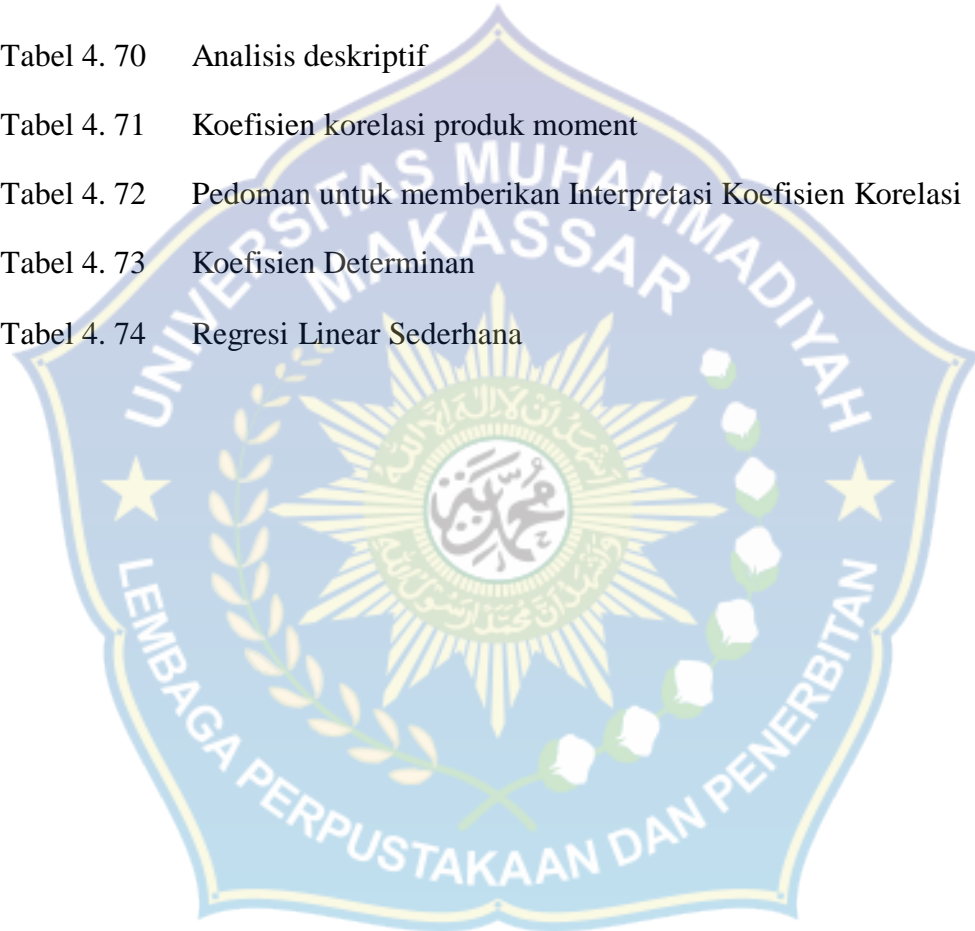 Tabel 4. 70 Analisis deskriptif
Tabel 4. 71 Koefisien korelasi produk moment
Tabel 4. 72 Pedoman untuk memberikan Interpretasi Koefisien Korelasi
Tabel 4. 73 Koefisien Determinan
Tabel 4. 74 Regresi Linear Sederhana
UNIVERSITAS MUHAMMADIYAH
MAKASSAR
LEMBAGA PERPUSTAKAAN DAN PENERBITAN